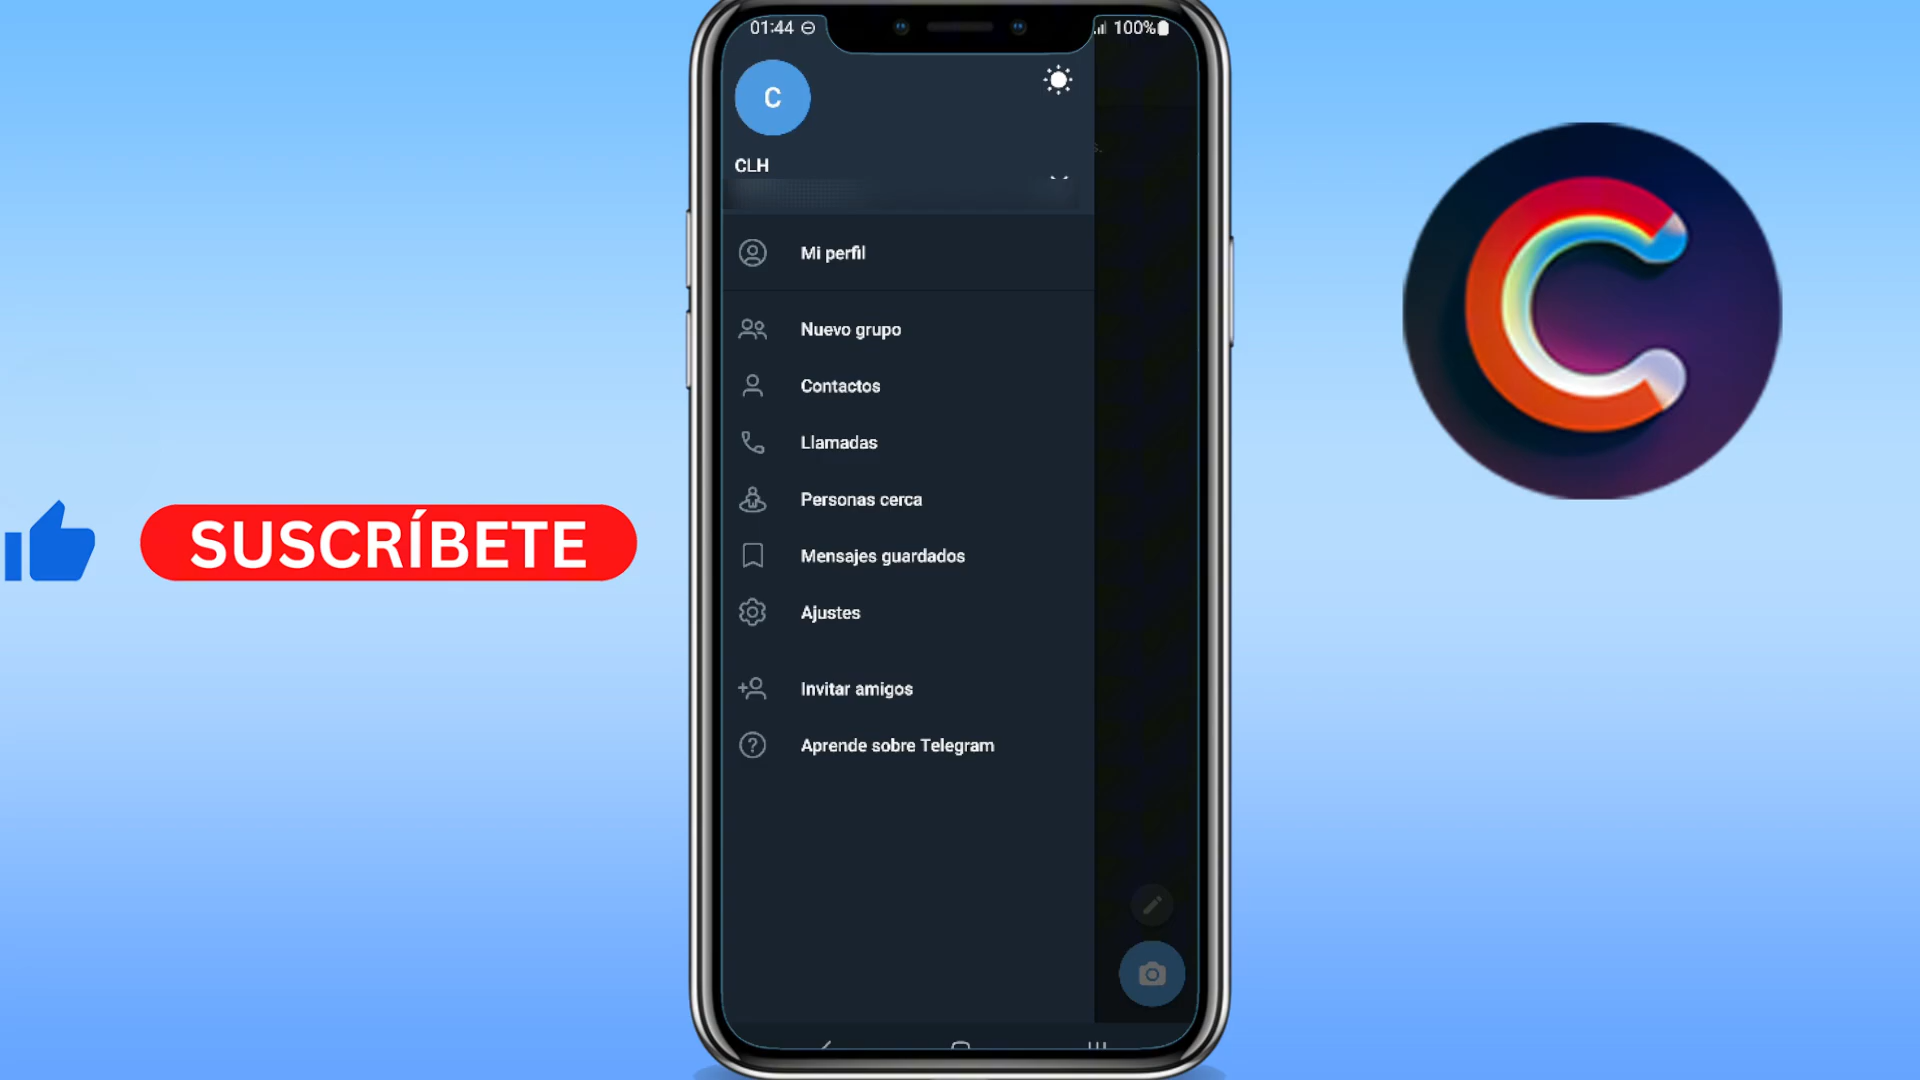 01:44
100%
C
CLH
Mi perfil
Nuevo grupo
Contactos
Llamadas
Personas cerca
Mensajes guardados
Ajustes
Invitar amigos
Aprende sobre Telegram
SUSCRÍBETE
C